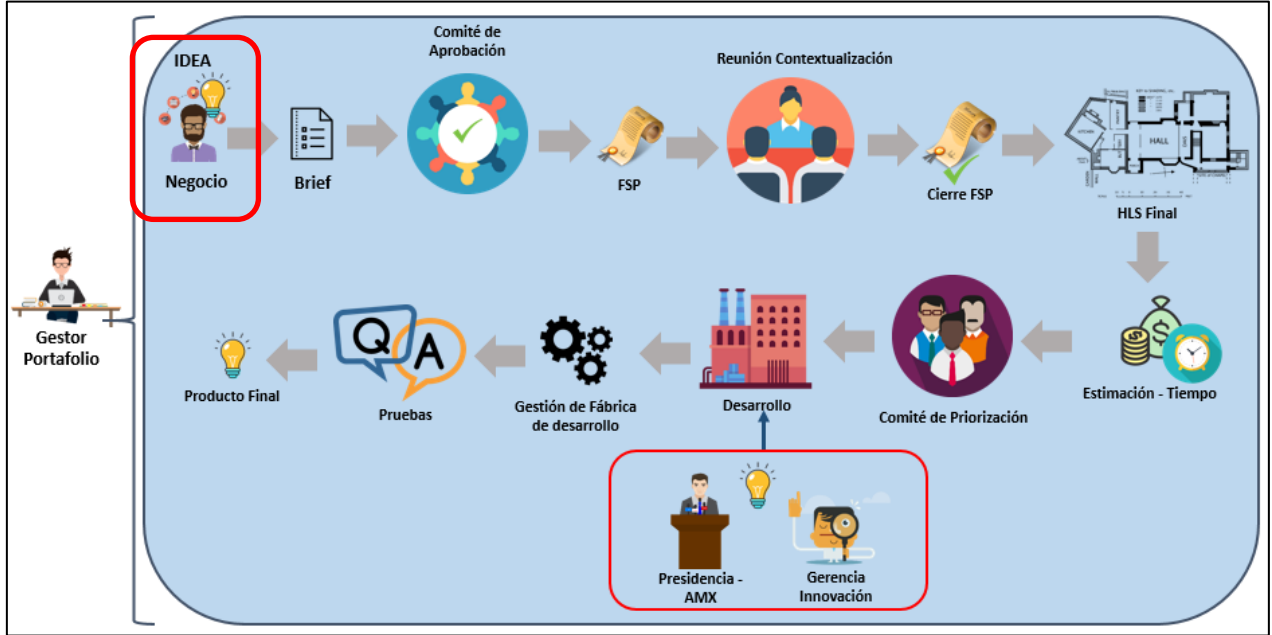 IDEA
Negocio
Brief
Comité de
Aprobación
FSP
Reunión Contextualización
Cierre FSP
HALL
KITCHEN
HLS Final
Estimación - Tiempo
Comité de Priorización
Desarrollo
Gestión de Fábrica
de desarrollo
Q A
Pruebas
Producto Final
Gestor
Portafolio
Presidencia -
AMX
Gerencia
Innovación